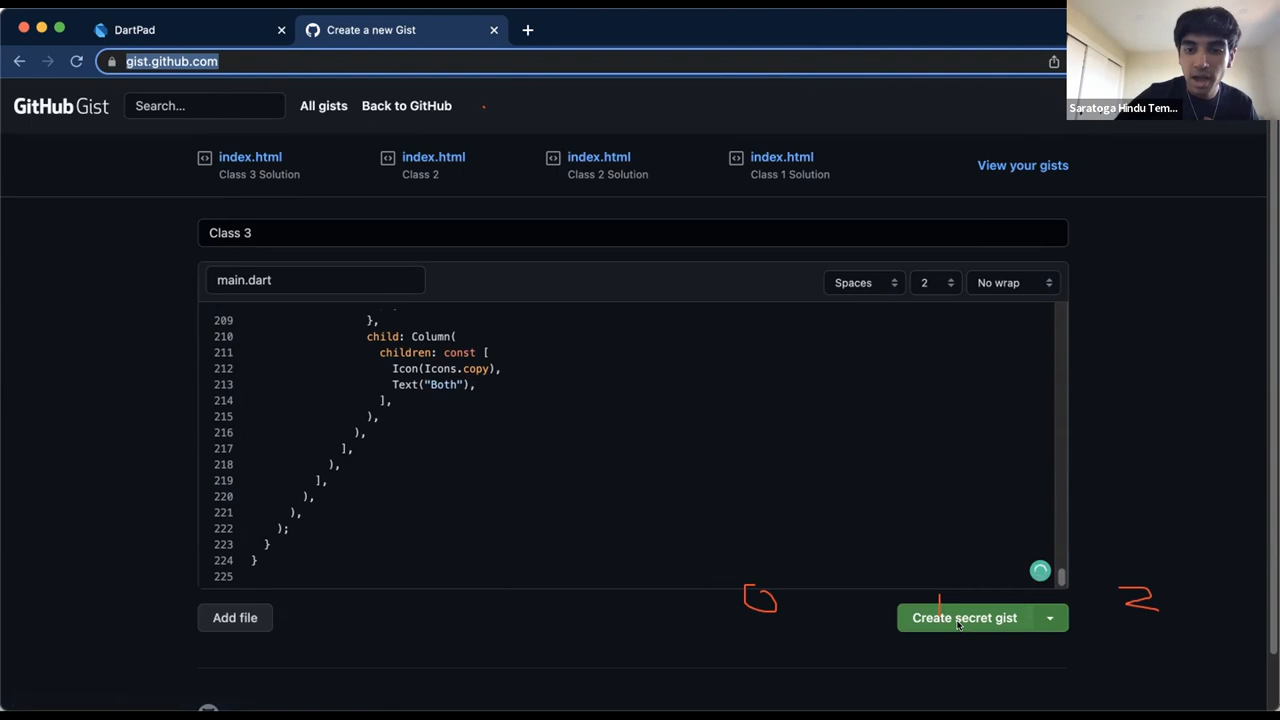 DartPad
Create a new Gist
gist.github.com
GitHub Gist
Search...
All gists
Back to GitHub
Saratoga Hindu Tem...
index.html
Class 3 Solution
index.html
Class 2
index.html
Class 2 Solution
index.html
Class 1 Solution
View your gists
Class 3
main.dart
Spaces
2
No wrap
209 },
210 child: Column(
211 children: const [
212 Icon(Icons.copy),
213 Text("Both"),
214 ],
215 ),
216 ),
217 ],
218 ),
219 ],
220 ),
221 ),
222 );
223 }
224 }
225
0 1 2
Add file
Create secret gist